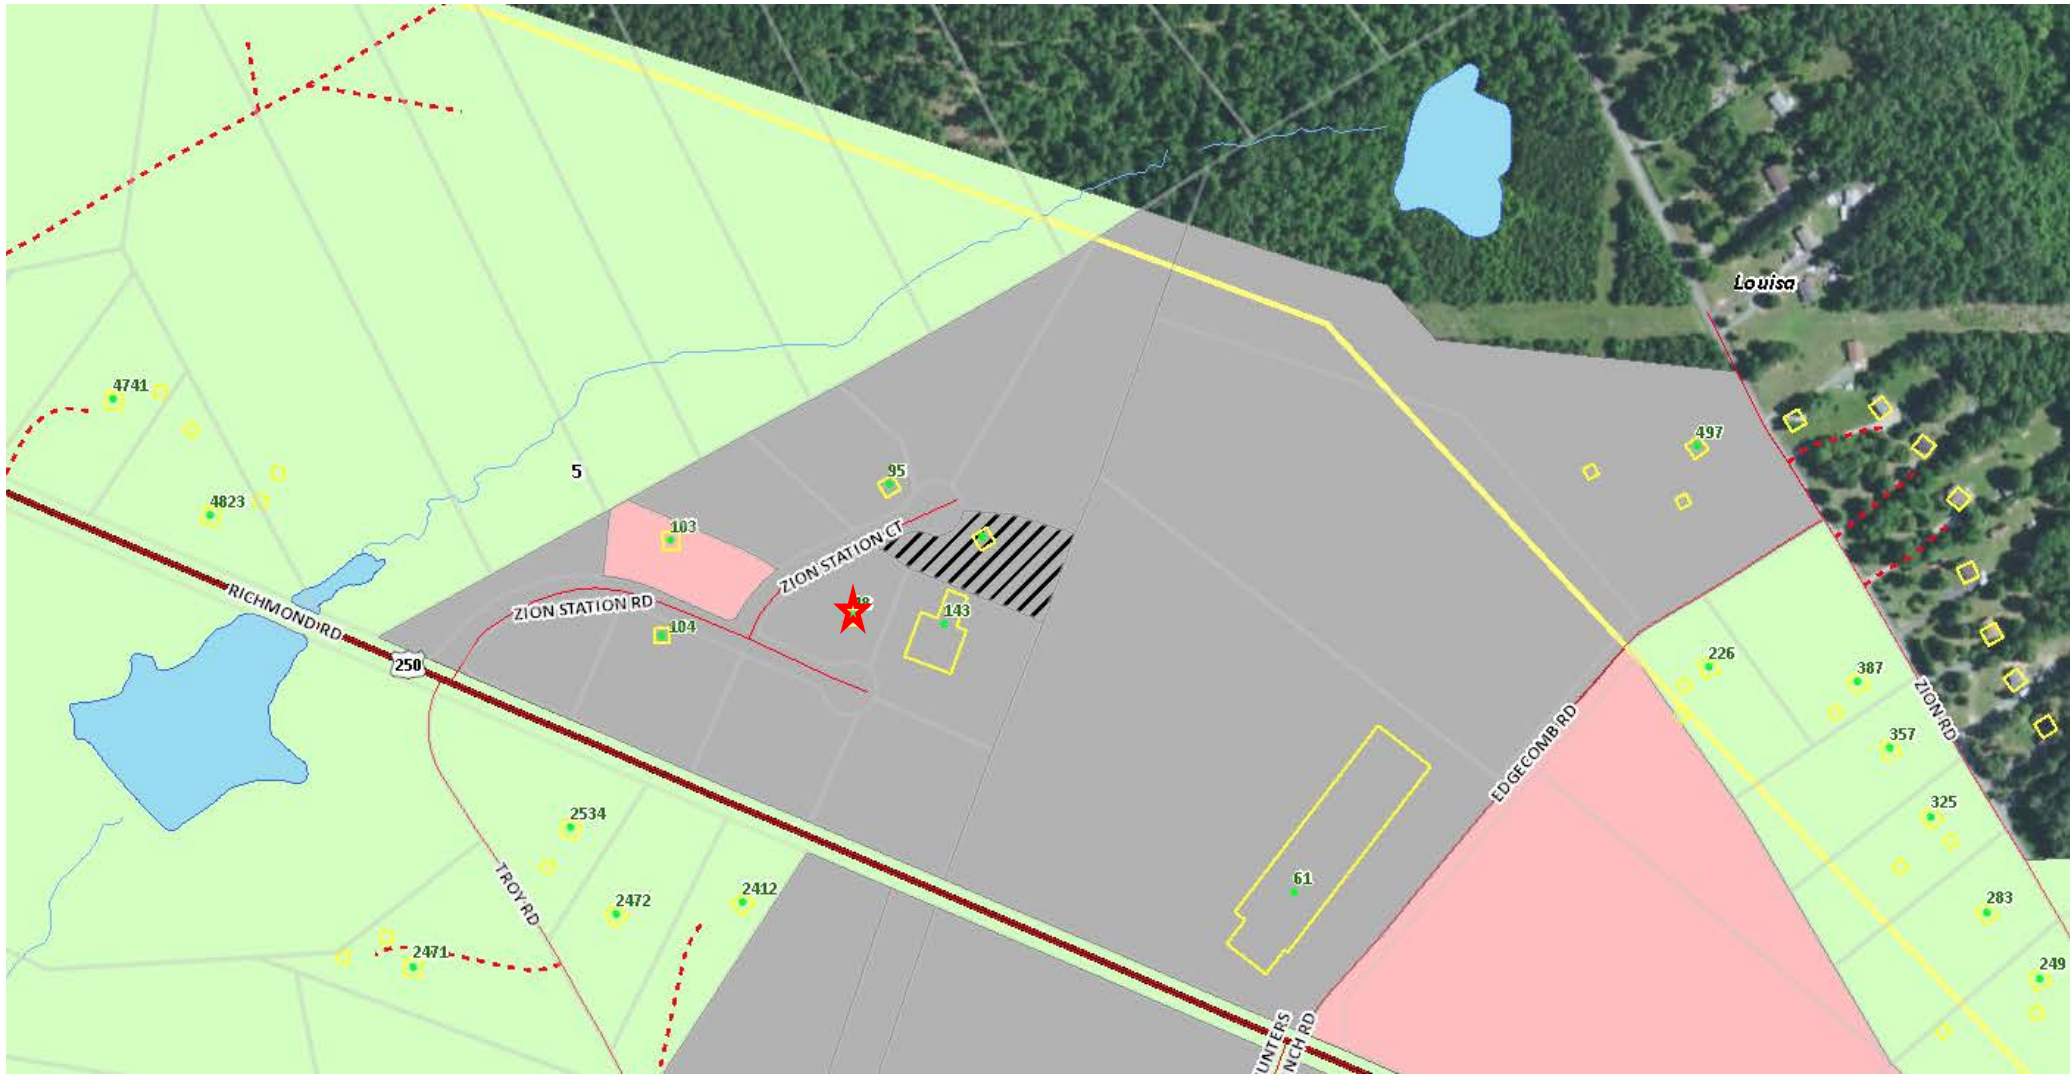 Louisa
4741
497
5
95
4823
103
ZION STATION CT
RICHMOND RD
ZION STATION RD
143
104
250
226
387
ZION RD
EDGECOMB RD
357
325
2534
61
2412
2472
TROY RD
283
2471
249